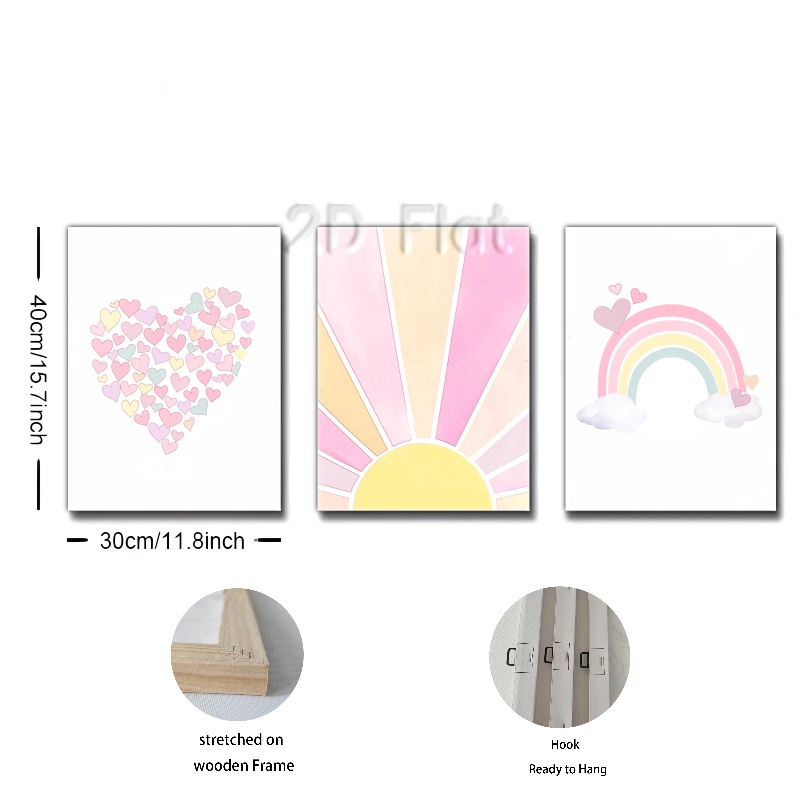 2D Flat
40cm/15.7inch
30cm/11.8inch
stretched on
wooden Frame
Hook
Ready to Hang